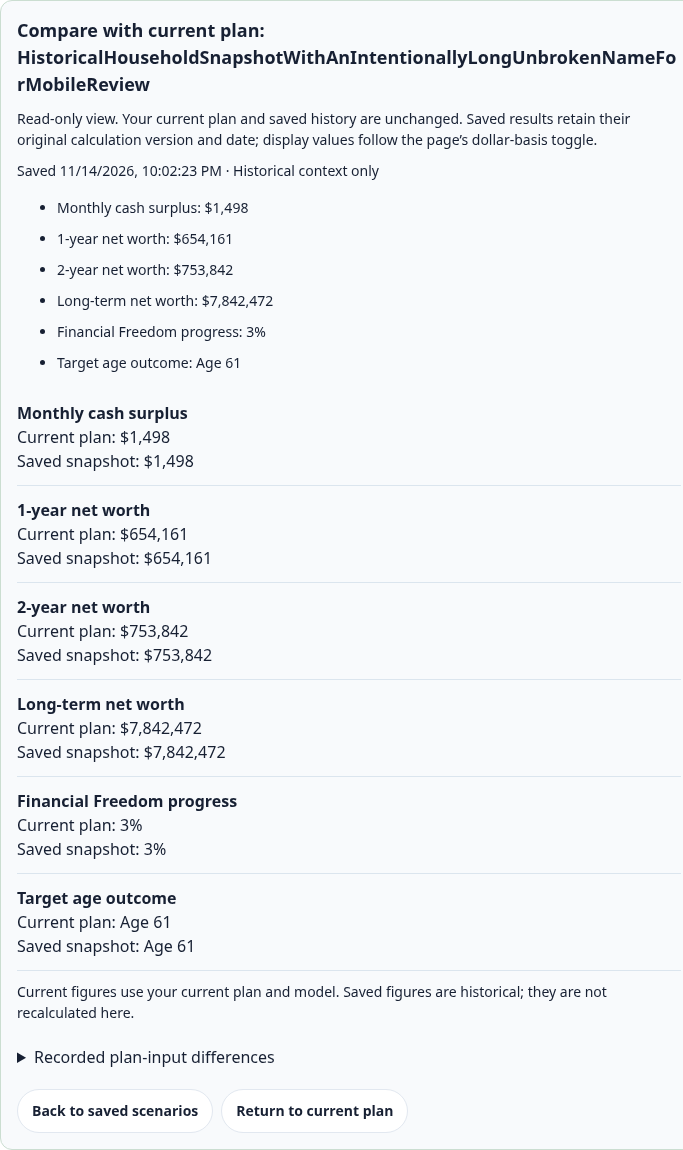 Compare with current plan:
HistoricalHouseholdSnapshotWithAnIntentionallyLongUnbrokenNameFo
rMobileReview
Read-only view. Your current plan and saved history are unchanged. Saved results retain their
original calculation version and date; display values follow the page’s dollar-basis toggle.
Saved 11/14/2026, 10:02:23 PM · Historical context only
• Monthly cash surplus: $1,498
• 1-year net worth: $654,161
• 2-year net worth: $753,842
• Long-term net worth: $7,842,472
• Financial Freedom progress: 3%
• Target age outcome: Age 61
Monthly cash surplus
Current plan: $1,498
Saved snapshot: $1,498
1-year net worth
Current plan: $654,161
Saved snapshot: $654,161
2-year net worth
Current plan: $753,842
Saved snapshot: $753,842
Long-term net worth
Current plan: $7,842,472
Saved snapshot: $7,842,472
Financial Freedom progress
Current plan: 3%
Saved snapshot: 3%
Target age outcome
Current plan: Age 61
Saved snapshot: Age 61
Current figures use your current plan and model. Saved figures are historical; they are not
recalculated here.
▶ Recorded plan-input differences
Back to saved scenarios
Return to current plan